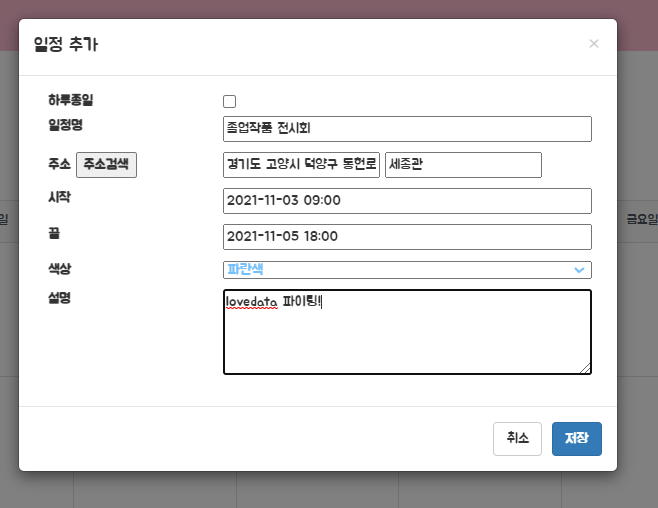 일정 추가 ×
하루종일
일정명 졸업작품 전시회
주소 주소검색 경기도 고양시 덕양구 동헌로 세종관
시작 2021-11-03 09:00
끝 2021-11-05 18:00
색상 파란색
설명 lovedata 파이팅!
취소 저장
일
금요일